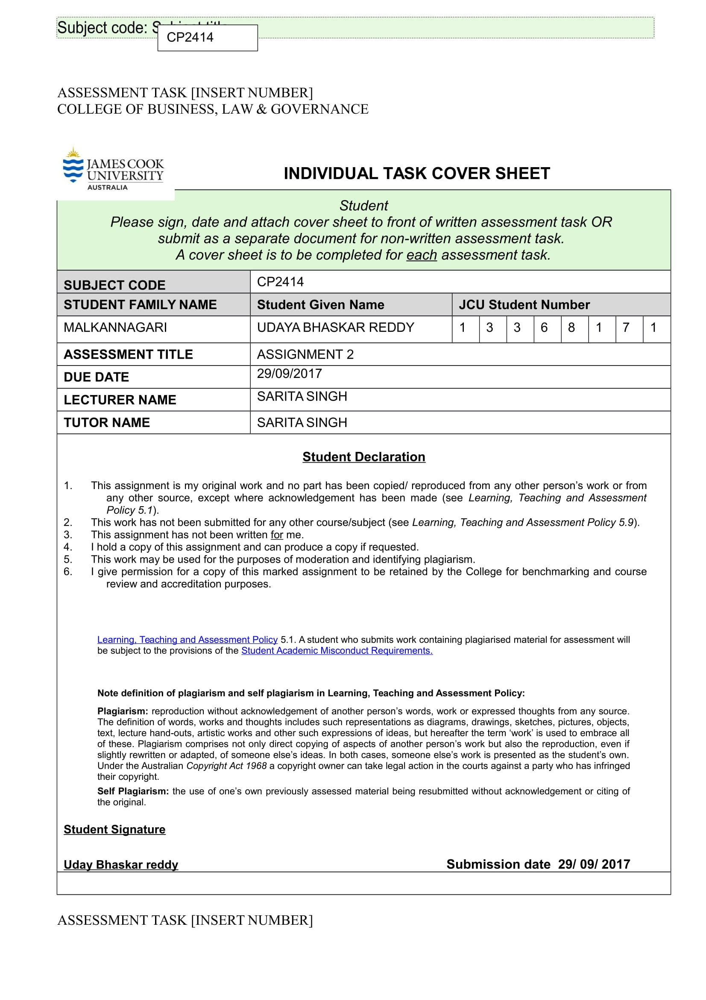 Subject code: Subject title
CP2414
ASSESSMENT TASK [INSERT NUMBER]
COLLEGE OF BUSINESS, LAW & GOVERNANCE
JAMES COOK
UNIVERSITY
AUSTRALIA
INDIVIDUAL TASK COVER SHEET
Student
Please sign, date and attach cover sheet to front of written assessment task OR
submit as a separate document for non-written assessment task.
A cover sheet is to be completed for each assessment task.
SUBJECT CODE CP2414
STUDENT FAMILY NAME Student Given Name JCU Student Number
MALKANNAGARI UDAYA BHASKAR REDDY 1 3 3 6 8 1 7 1
ASSESSMENT TITLE ASSIGNMENT 2
DUE DATE 29/09/2017
LECTURER NAME SARITA SINGH
TUTOR NAME SARITA SINGH
Student Declaration
1. This assignment is my original work and no part has been copied/ reproduced from any other person’s work or from
any other source, except where acknowledgement has been made (see Learning, Teaching and Assessment
Policy 5.1).
2. This work has not been submitted for any other course/subject (see Learning, Teaching and Assessment Policy 5.9).
3. This assignment has not been written for me.
4. I hold a copy of this assignment and can produce a copy if requested.
5. This work may be used for the purposes of moderation and identifying plagiarism.
6. I give permission for a copy of this marked assignment to be retained by the College for benchmarking and course
review and accreditation purposes.
Learning, Teaching and Assessment Policy 5.1. A student who submits work containing plagiarised material for assessment will
be subject to the provisions of the Student Academic Misconduct Requirements.
Note definition of plagiarism and self plagiarism in Learning, Teaching and Assessment Policy:
Plagiarism: reproduction without acknowledgement of another person’s words, work or expressed thoughts from any source.
The definition of words, works and thoughts includes such representations as diagrams, drawings, sketches, pictures, objects,
text, lecture hand-outs, artistic works and other such expressions of ideas, but hereafter the term ‘work’ is used to embrace all
of these. Plagiarism comprises not only direct copying of aspects of another person’s work but also the reproduction, even if
slightly rewritten or adapted, of someone else’s ideas. In both cases, someone else’s work is presented as the student’s own.
Under the Australian Copyright Act 1968 a copyright owner can take legal action in the courts against a party who has infringed
their copyright.
Self Plagiarism: the use of one’s own previously assessed material being resubmitted without acknowledgement or citing of
the original.
Student Signature
Uday Bhaskar reddy Submission date 29/ 09/ 2017
ASSESSMENT TASK [INSERT NUMBER]